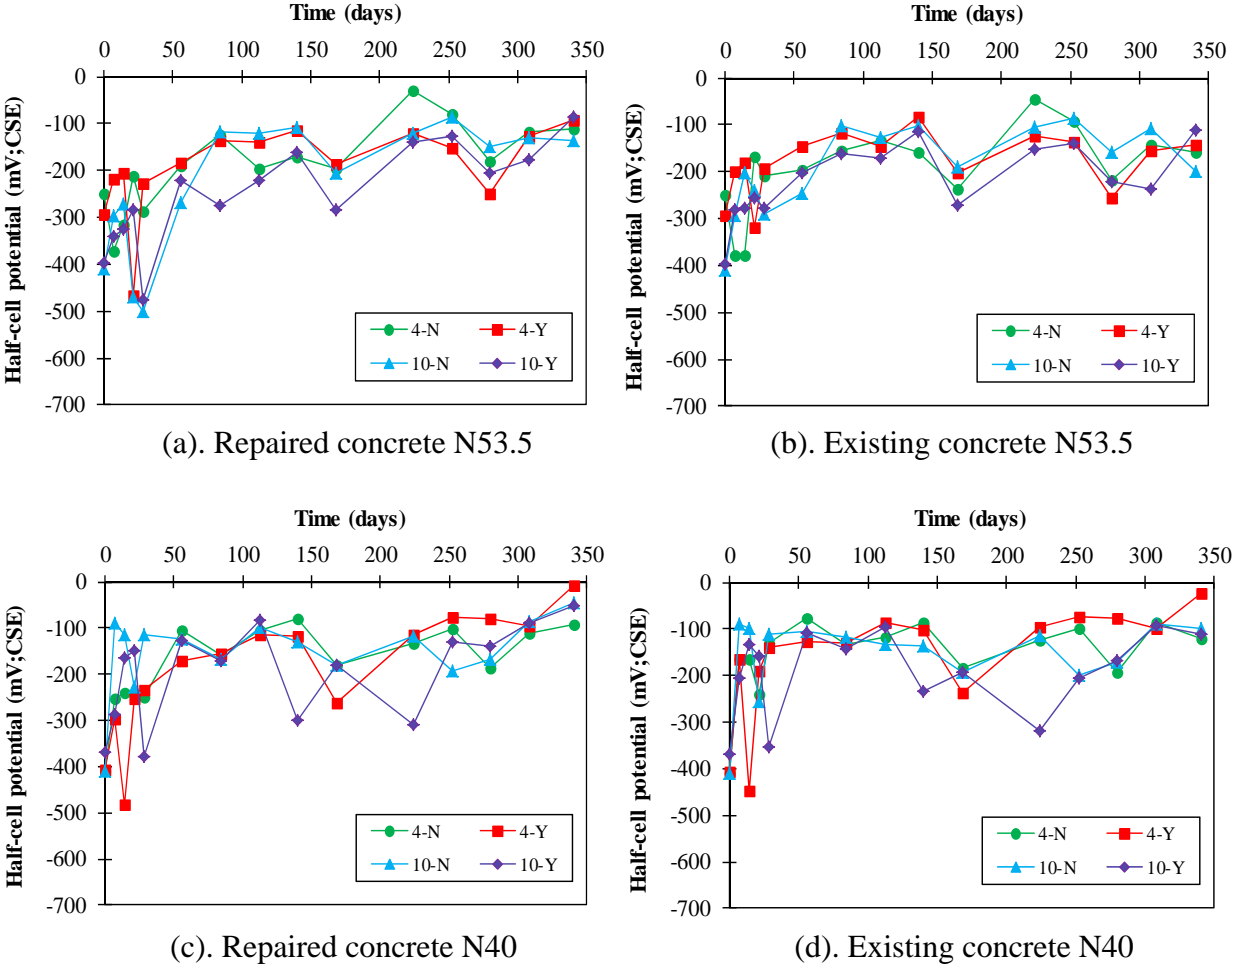 Time (days)
0 50 100 150 200 250 300 350
0
-100
-200
-300
-400
-500
-600
-700
Half-cell potential (mV;CSE)
4-N 4-Y
10-N 10-Y
(a). Repaired concrete N53.5
Time (days)
0 50 100 150 200 250 300 350
0
-100
-200
-300
-400
-500
-600
-700
Half-cell potential (mV;CSE)
4-N 4-Y
10-N 10-Y
(b). Existing concrete N53.5
Time (days)
0 50 100 150 200 250 300 350
0
-100
-200
-300
-400
-500
-600
-700
Half-cell potential (mV;CSE)
4-N 4-Y
10-N 10-Y
(c). Repaired concrete N40
Time (days)
0 50 100 150 200 250 300 350
0
-100
-200
-300
-400
-500
-600
-700
Half-cell potential (mV;CSE)
4-N 4-Y
10-N 10-Y
(d). Existing concrete N40